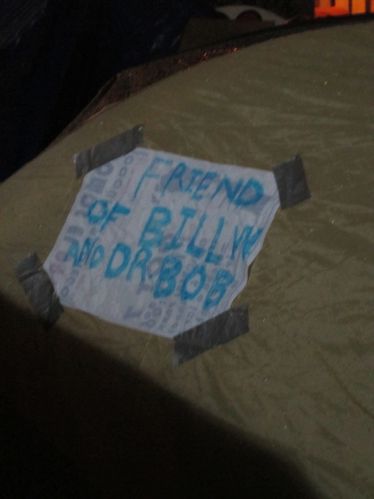 FRIEND
OF BILL W
AND DR BOB